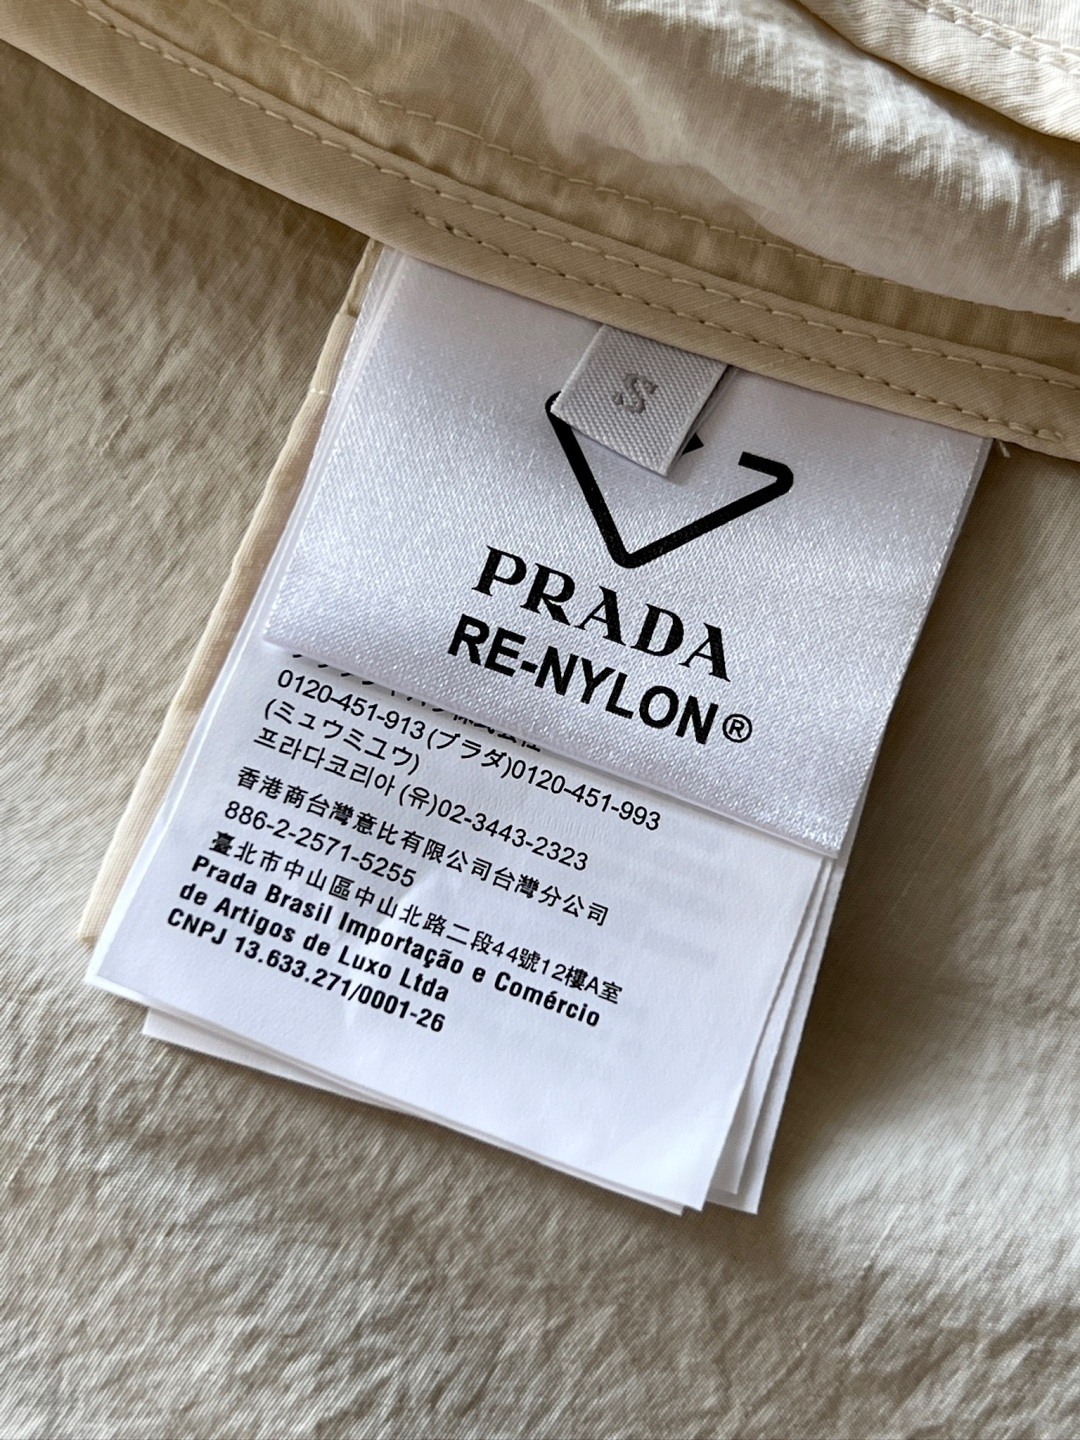 S
PRADA
RE-NYLON®
0120-451-913(プラダ)0120-451-993
(ミュウミュウ)
프라다코리아(유)02-3443-2323
香港商台灣意比有限公司台灣分公司
886-2-2571-5255
臺北市中山區中山北路二段44號12樓A室
Prada Brasil Importação e Comércio
de Artigos de Luxo Ltda
CNPJ 13.633.271/0001-26